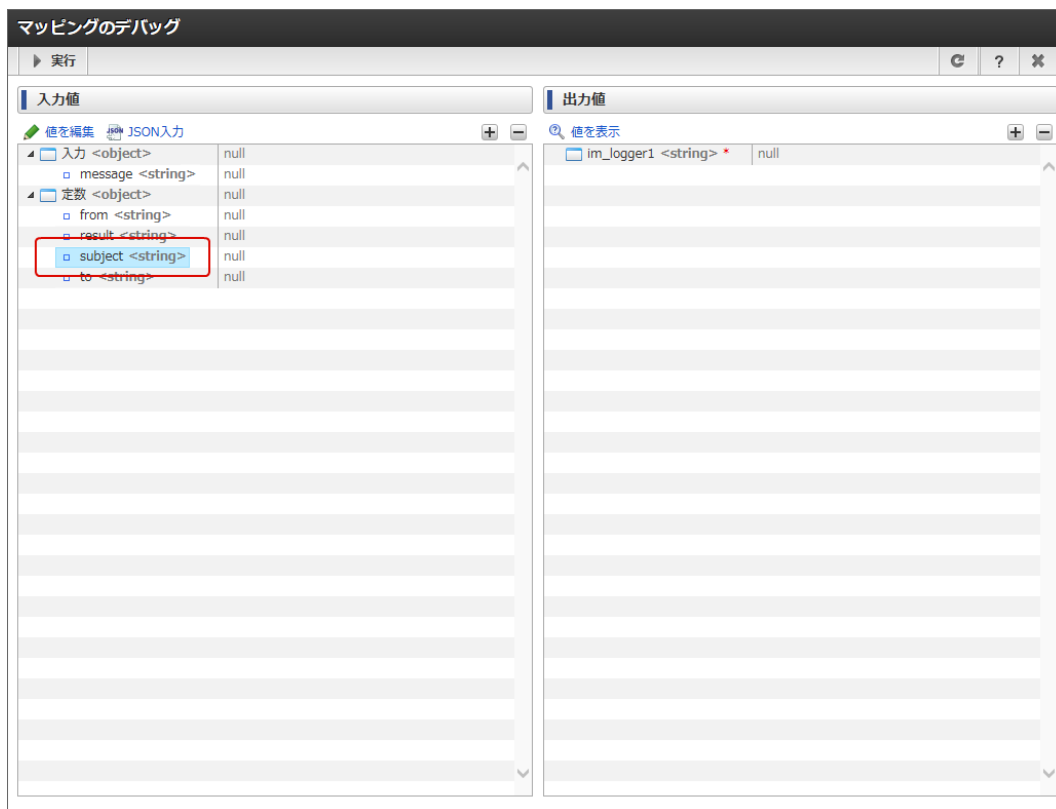 マッピングのデバッグ
実行
?
入力値
値を編集 JSON JSON入力
入力 <object> null
message <string> null
定数 <object> null
from <string> null
result <string> null
subject <string> null
to <string> null
出力値
値を表示
im_logger1 <string> * null